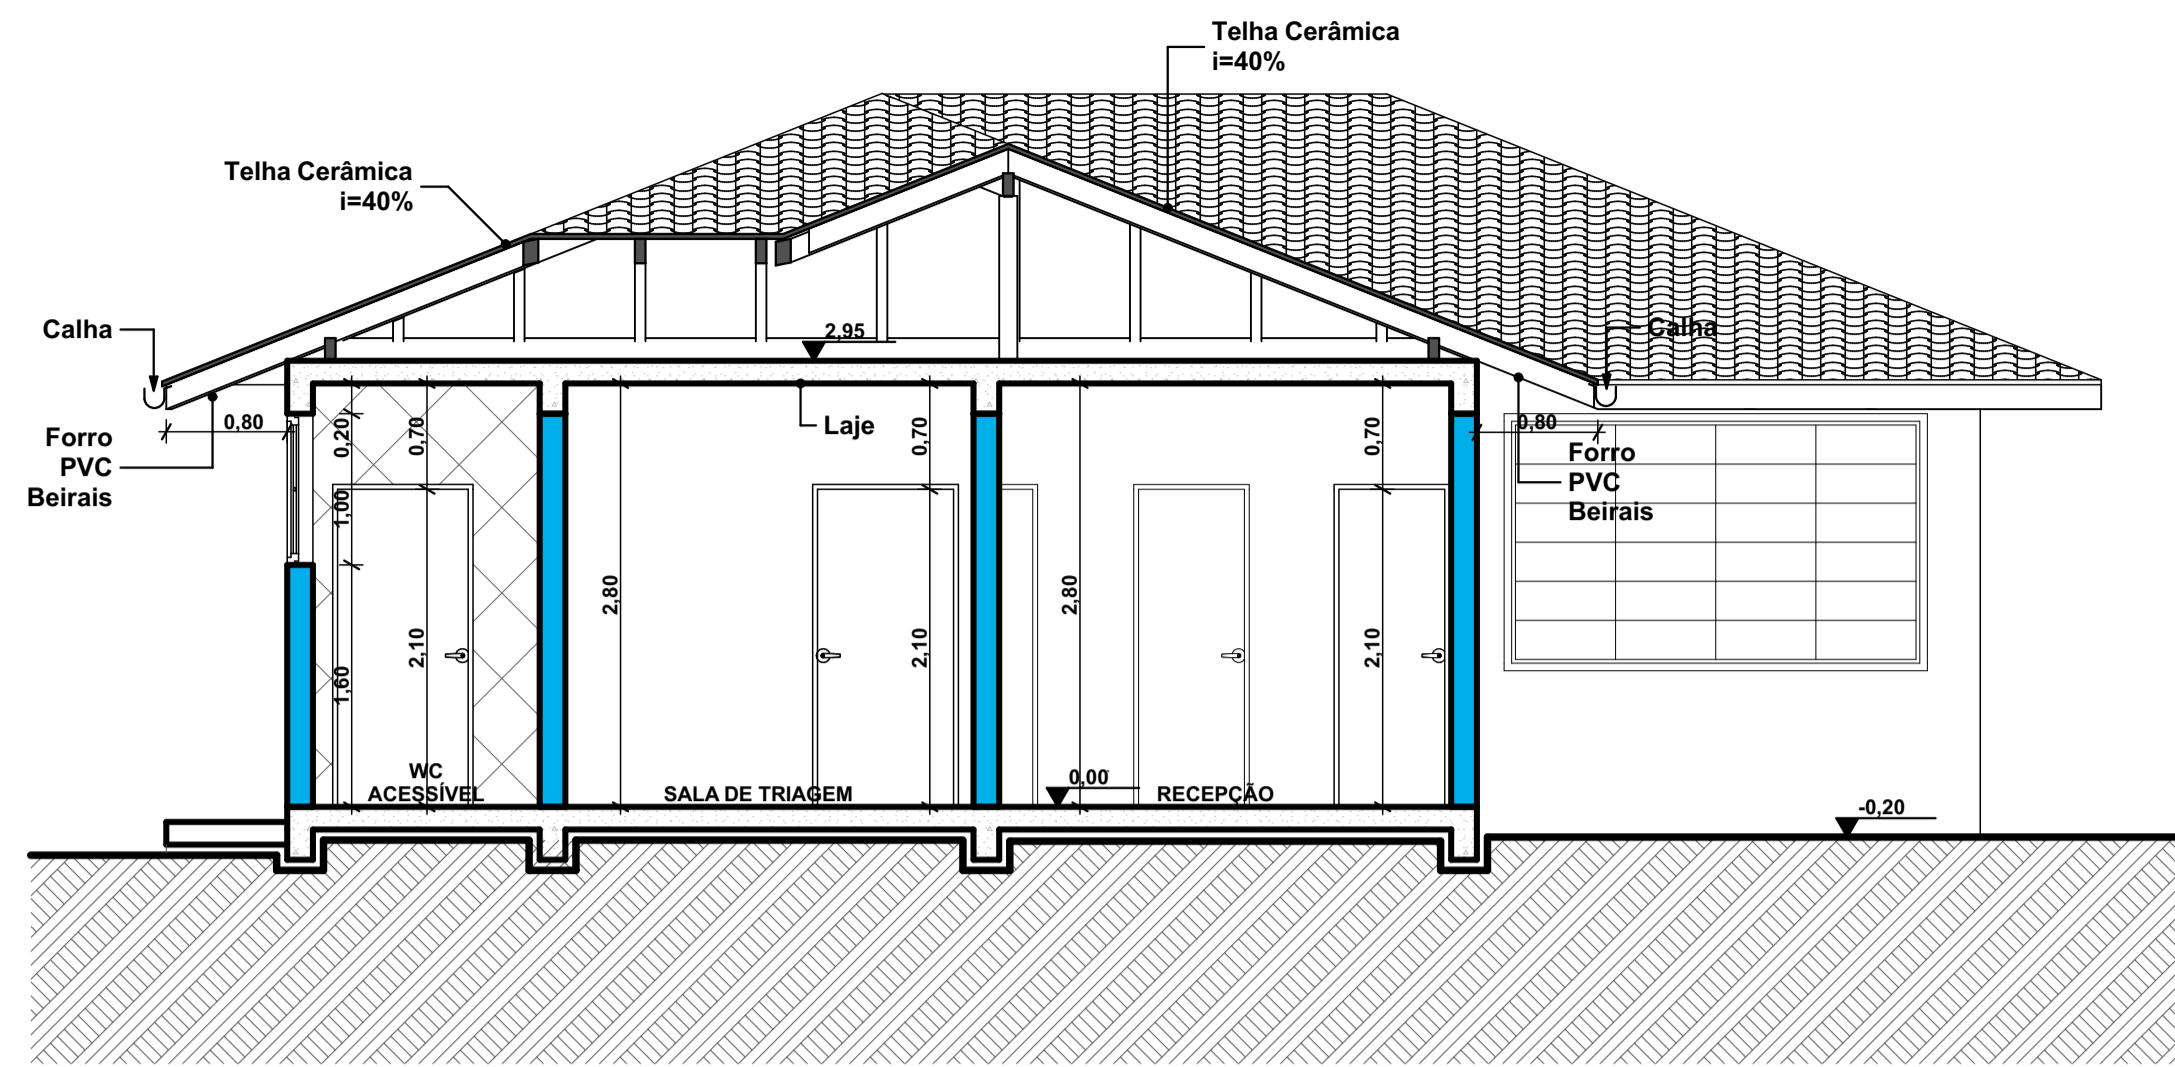 Telha Cerâmica
i=40%
Telha Cerâmica
i=40%
Calha
2,95
Calha
0,80
0,20
0,70
Laje
0,70
0,70
0,80
Forro
PVC
Beirais
Forro
PVC
Beirais
1,00
2,80
2,80
1,60
2,10
2,10
2,10
WC
ACESSÍVEL
SALA DE TRIAGEM
0,00
RECEPÇÃO
-0,20